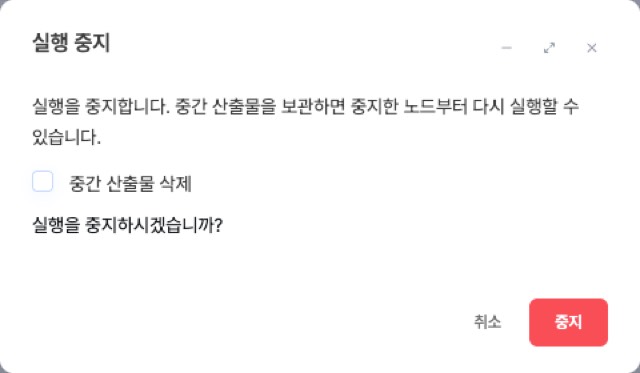 실행 중지
실행을 중지합니다. 중간 산출물을 보관하면 중지한 노드부터 다시 실행할 수
있습니다.
중간 산출물 삭제
실행을 중지하시겠습니까?
취소
중지